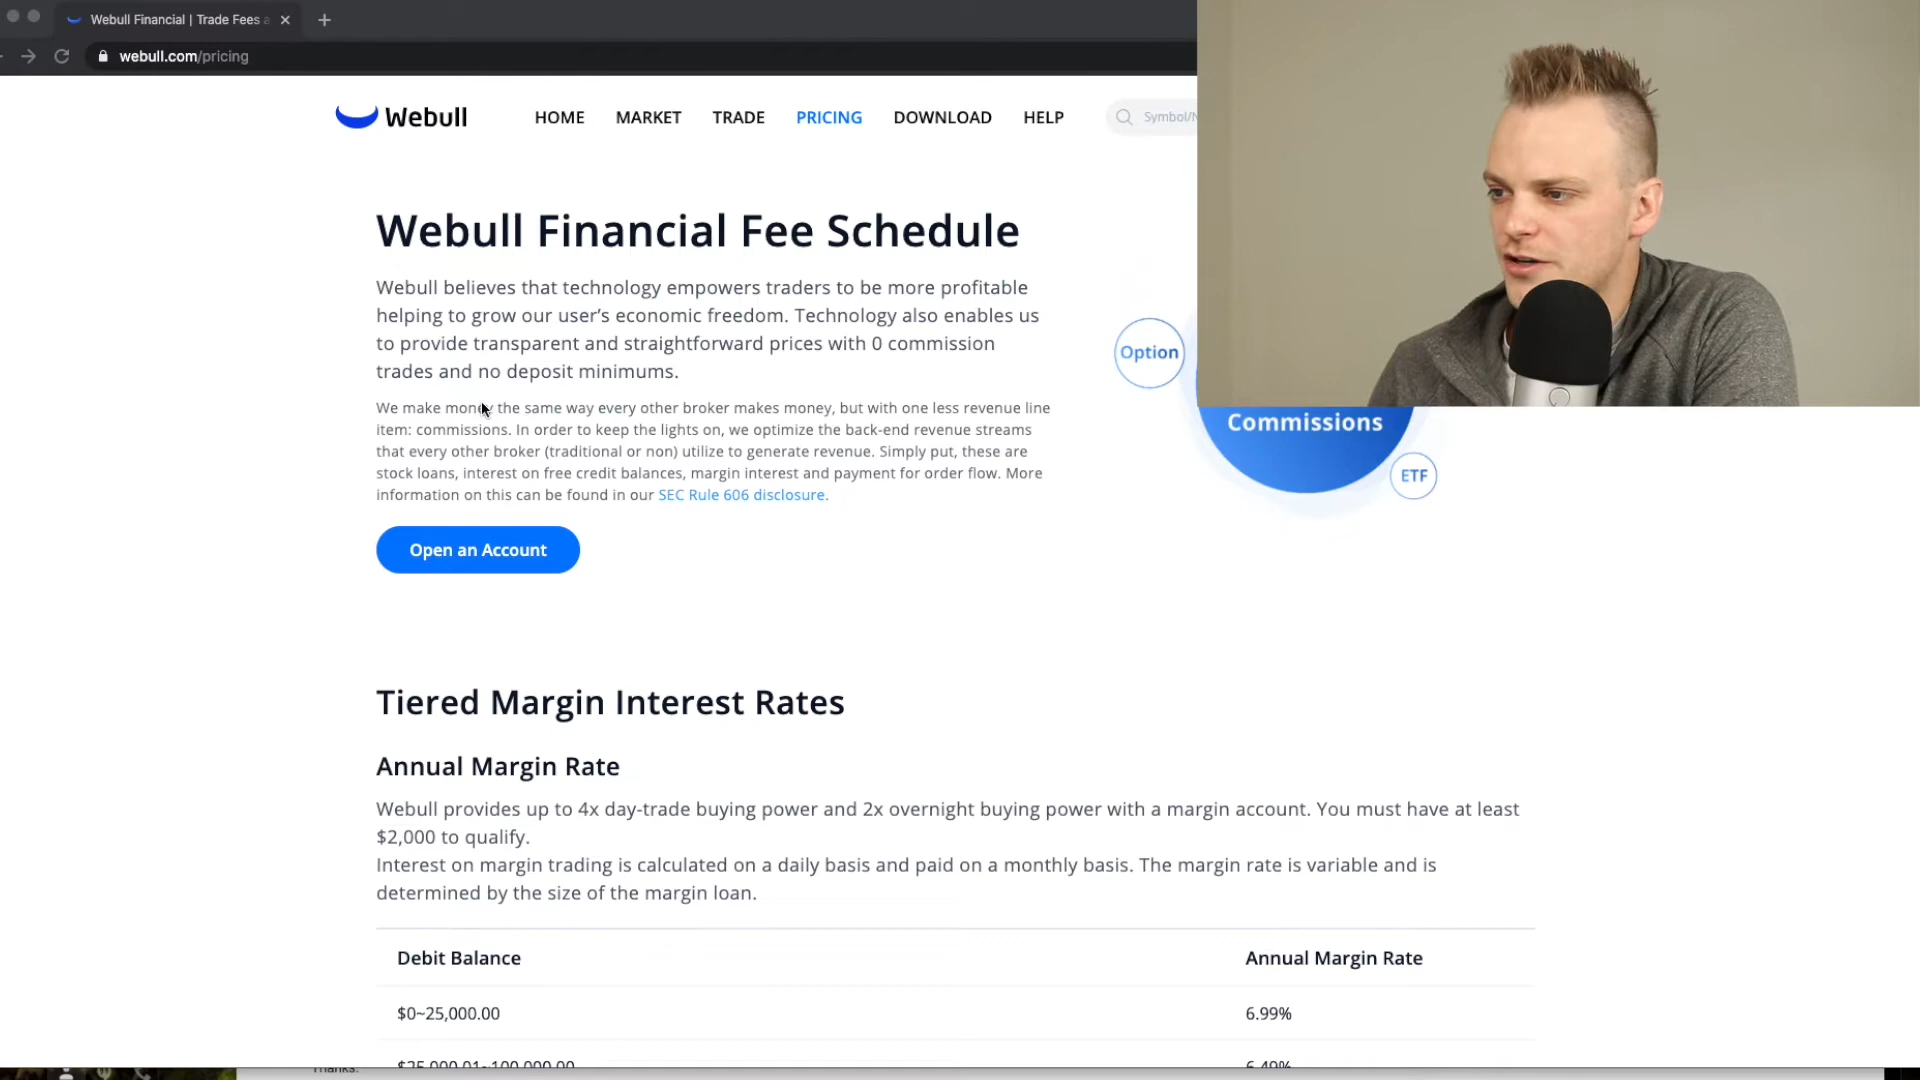 Webull Financial | Trade Fees a
webull.com/pricing
Webull
HOME MARKET TRADE PRICING DOWNLOAD HELP
Symbol/N
Webull Financial Fee Schedule
Webull believes that technology empowers traders to be more profitable
helping to grow our user's economic freedom. Technology also enables us
to provide transparent and straightforward prices with 0 commission
trades and no deposit minimums.
We make money the same way every other broker makes money, but with one less revenue line
item: commissions. In order to keep the lights on, we optimize the back-end revenue streams
that every other broker (traditional or non) utilize to generate revenue. Simply put, these are
stock loans, interest on free credit balances, margin interest and payment for order flow. More
information on this can be found in our SEC Rule 606 disclosure.
Open an Account
Option
Commissions
ETF
Tiered Margin Interest Rates
Annual Margin Rate
Webull provides up to 4x day-trade buying power and 2x overnight buying power with a margin account. You must have at least
$2,000 to qualify.
Interest on margin trading is calculated on a daily basis and paid on a monthly basis. The margin rate is variable and is
determined by the size of the margin loan.
Debit Balance Annual Margin Rate
$0~25,000.00 6.99%
$25,000.01~100,000.00 6.49%
Thanks.